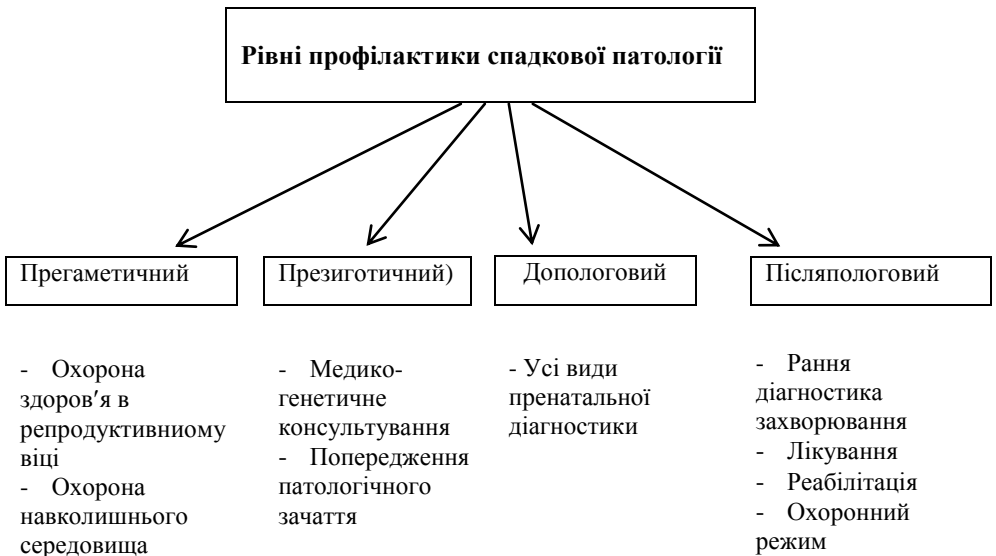 Рівні профілактики спадкової патології
Прегаметичний
Презиготичний)
Допологовий
Післяпологовий
- Охорона
здоров′я в
репродуктивниому
віці
- Охорона
навколишнього
середовища
- Медико-
генетичне
консультування
- Попередження
патологічного
зачаття
- Усі види
пренатальної
діагностики
- Рання
діагностика
захворювання
- Лікування
- Реабілітація
- Охоронний
режим